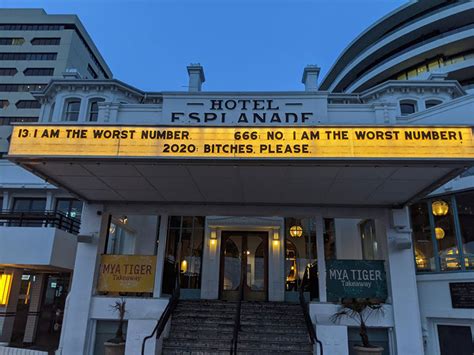 HOTEL
ESPLANADE
13: I AM THE WORST NUMBER. 666: NO. I AM THE WORST NUMBER!
2020: BITCHES, PLEASE.
MYA TIGER
Takeaway
MYA TIGER
Takeaway